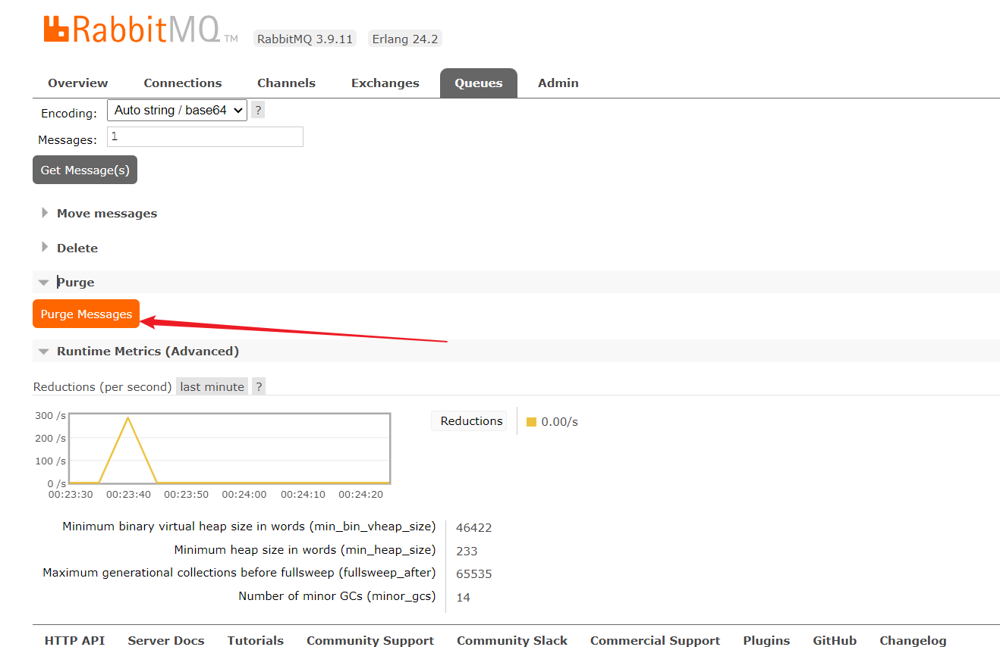 RabbitMQ TM RabbitMQ 3.9.11 Erlang 24.2
Overview Connections Channels Exchanges Queues Admin
Encoding: Auto string / base64 ?
Messages: 1
Get Message(s)
Move messages
Delete
Purge
Purge Messages
Runtime Metrics (Advanced)
Reductions (per second) last minute ?
300 /s
200 /s
100 /s
0 /s
00:23:30 00:23:40 00:23:50 00:24:00 00:24:10 00:24:20
Reductions 0.00/s
Minimum binary virtual heap size in words (min_bin_vheap_size) 46422
Minimum heap size in words (min_heap_size) 233
Maximum generational collections before fullsweep (fullsweep_after) 65535
Number of minor GCs (minor_gcs) 14
HTTP API Server Docs Tutorials Community Support Community Slack Commercial Support Plugins GitHub Changelog